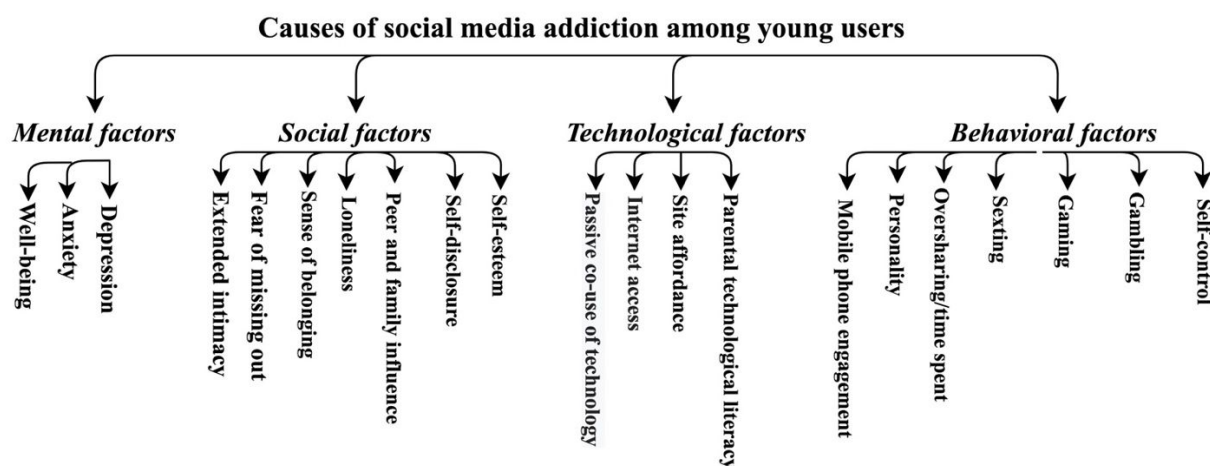 Causes of social media addiction among young users
Mental factors
Social factors
Technological factors
Behavioral factors
Well-being
Anxiety
Depression
Extended intimacy
Fear of missing out
Sense of belonging
Loneliness
Peer and family influence
Self-disclosure
Self-esteem
Passive co-use of technology
Internet access
Site affordance
Parental technological literacy
Mobile phone engagement
Personality
Oversharing/time spent
Sexting
Gaming
Gambling
Self-control